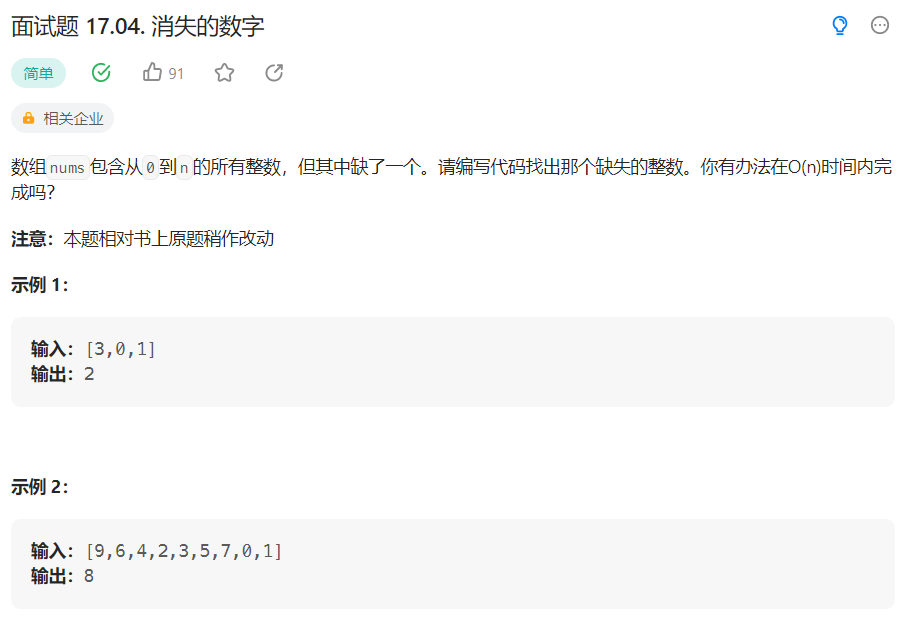 面试题 17.04. 消失的数字
简单
91
相关企业
数组nums包含从0到n的所有整数，但其中缺了一个。请编写代码找出那个缺失的整数。你有办法在O(n)时间内完
成吗？
注意：本题相对书上原题稍作改动
示例 1：
输入：[3,0,1]
输出：2
示例 2：
输入：[9,6,4,2,3,5,7,0,1]
输出：8